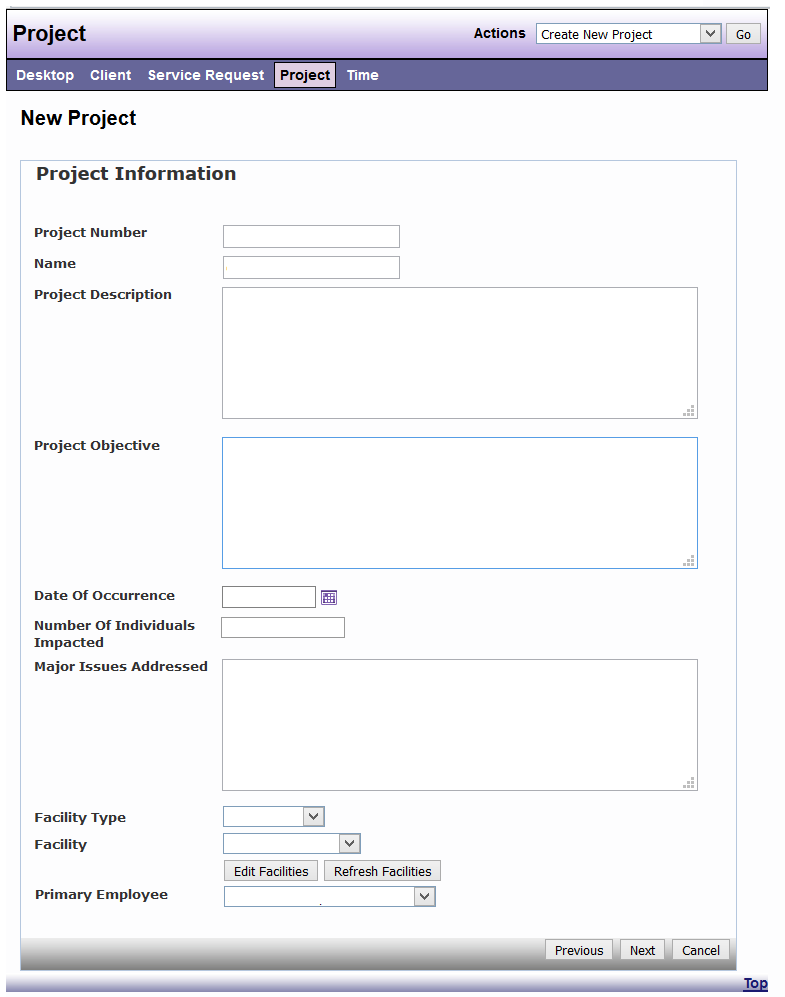 Project
Actions Create New Project Go
Desktop Client Service Request Project Time
New Project
Project Information
Project Number
Name
Project Description
Project Objective
Date Of Occurrence
Number Of Individuals
Impacted
Major Issues Addressed
Facility Type
Facility
Edit Facilities Refresh Facilities
Primary Employee
Previous Next Cancel
Top